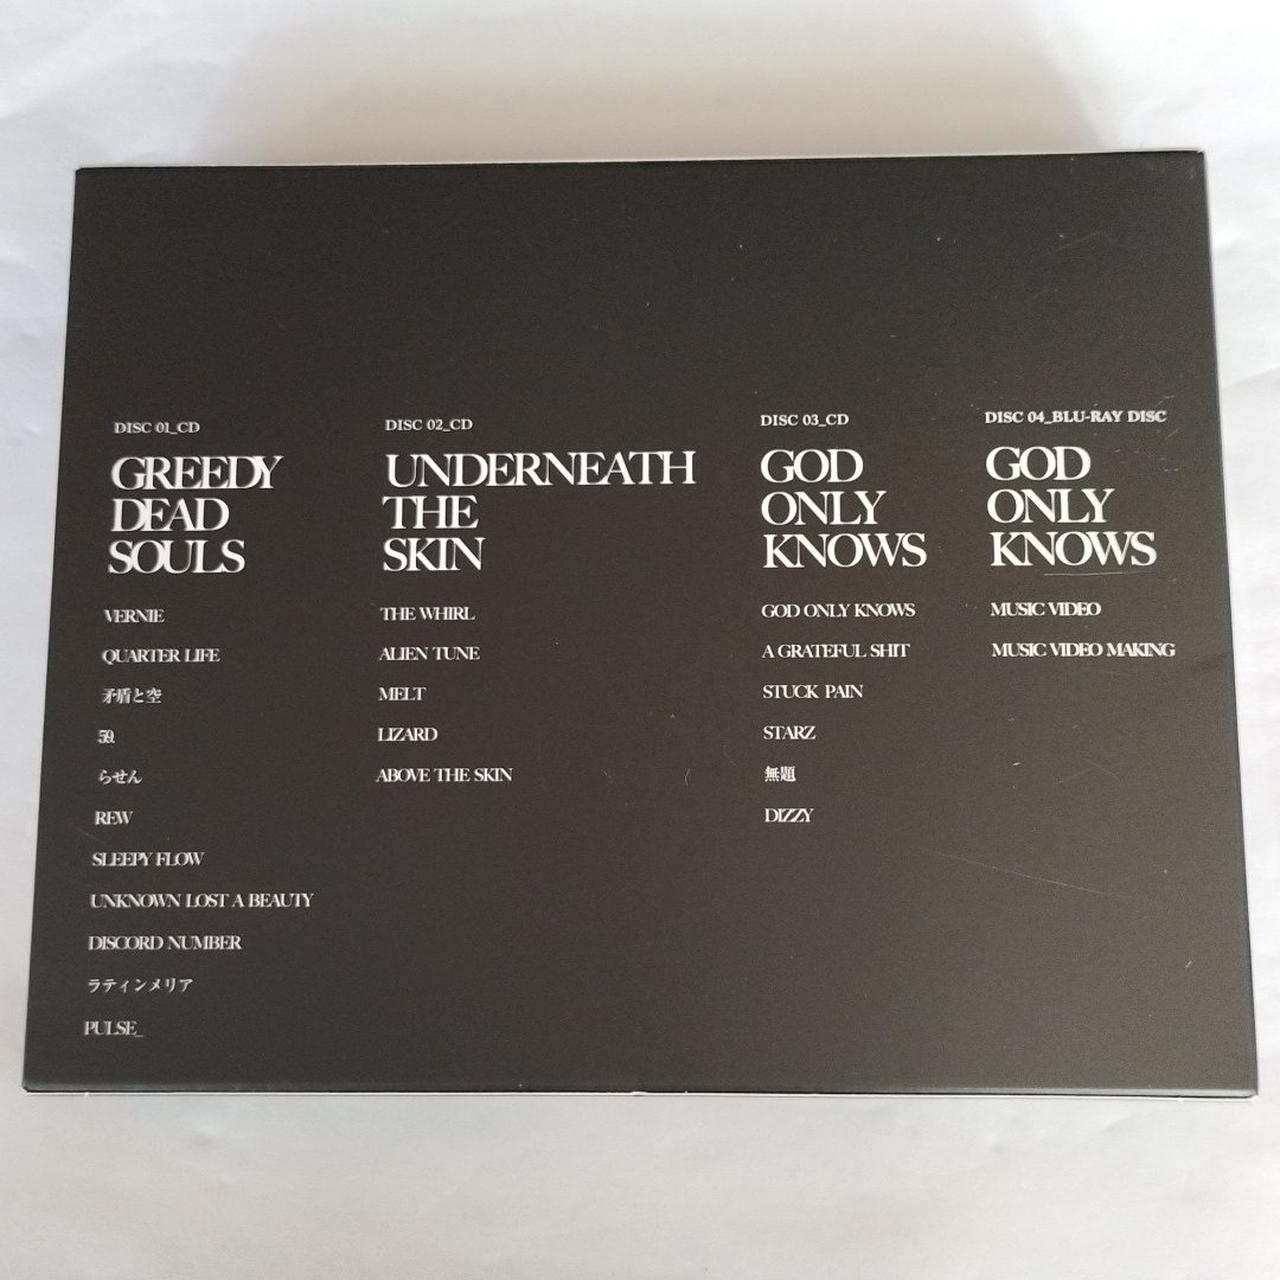 DISC 01_CD
GREEDY
DEAD
SOULS
VERNIE
QUARTER LIFE
矛盾と空
59.
らせん
REW
SLEEPY FLOW
UNKNOWN LOST A BEAUTY
DISCORD NUMBER
ラティンメリア
PULSE_
DISC 02_CD
UNDERNEATH
THE
SKIN
THE WHIRL
ALIEN TUNE
MELT
LIZARD
ABOVE THE SKIN
DISC 03_CD
GOD
ONLY
KNOWS
GOD ONLY KNOWS
A GRATEFUL SHIT
STUCK PAIN
STARZ
無題
DIZZY
DISC 04_BLU-RAY DISC
GOD
ONLY
KNOWS
MUSIC VIDEO
MUSIC VIDEO MAKING